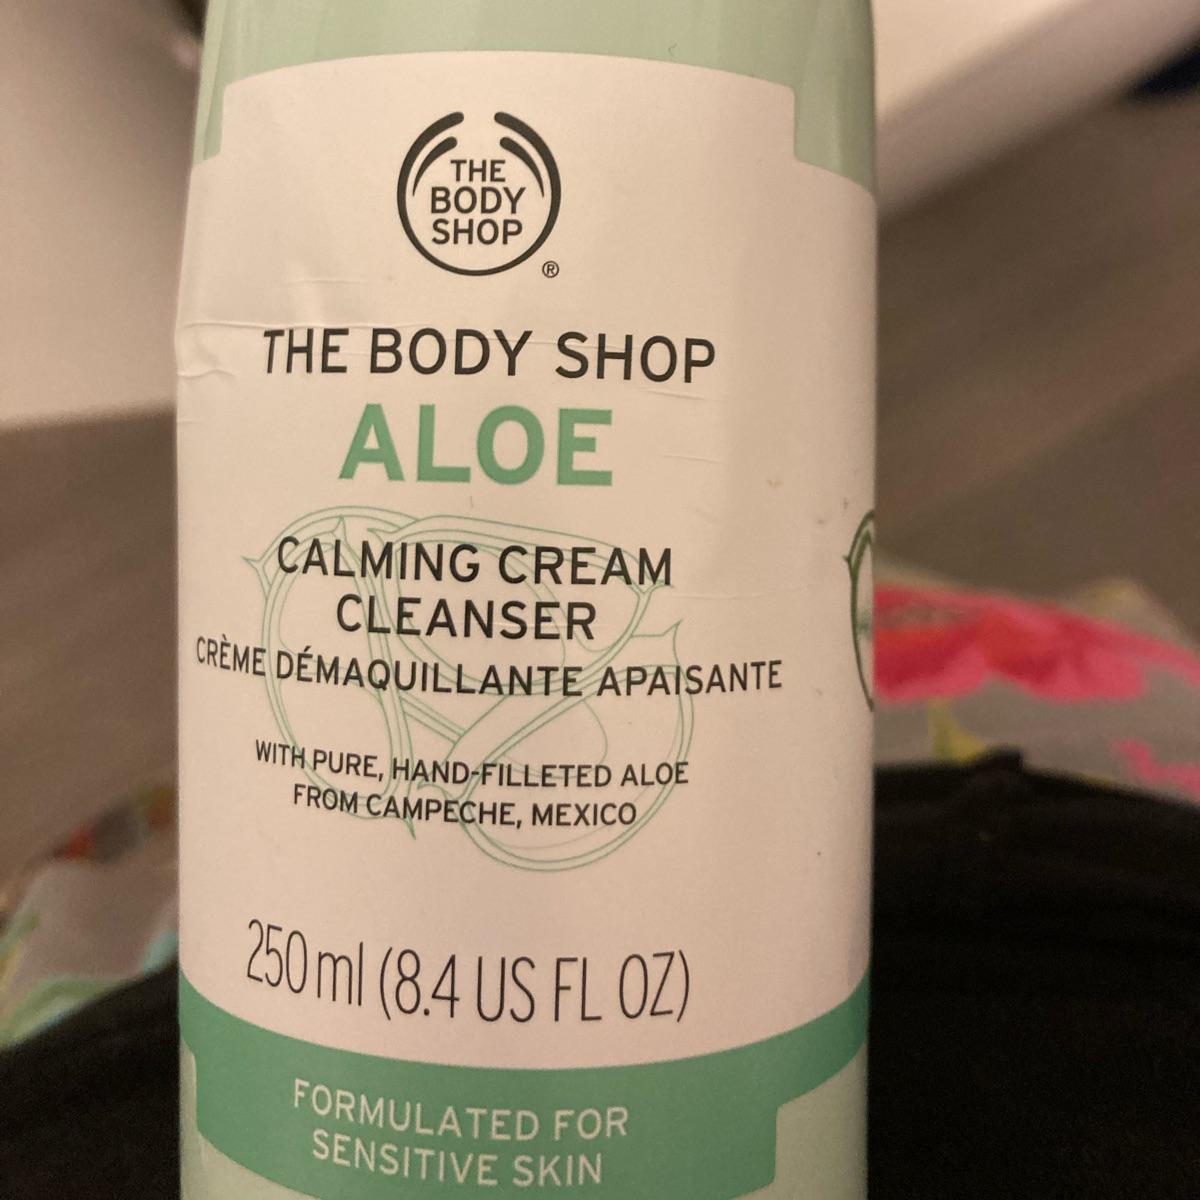 THE
BODY
SHOP
®
THE BODY SHOP
ALOE
CALMING CREAM
CLEANSER
CRÈME DÉMAQUILLANTE APAISANTE
WITH PURE, HAND-FILLETED ALOE
FROM CAMPECHE, MEXICO
250 ml (8.4 US FL OZ)
FORMULATED FOR
SENSITIVE SKIN